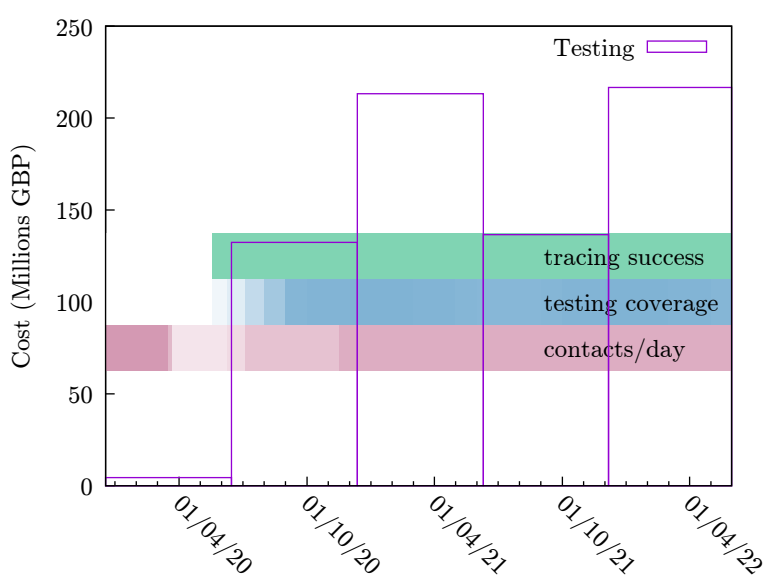 250
200
150
100
50
0
Cost (Millions GBP)
Testing
tracing success
testing coverage
contacts/day
01/04/20
01/10/20
01/04/21
01/10/21
01/04/22